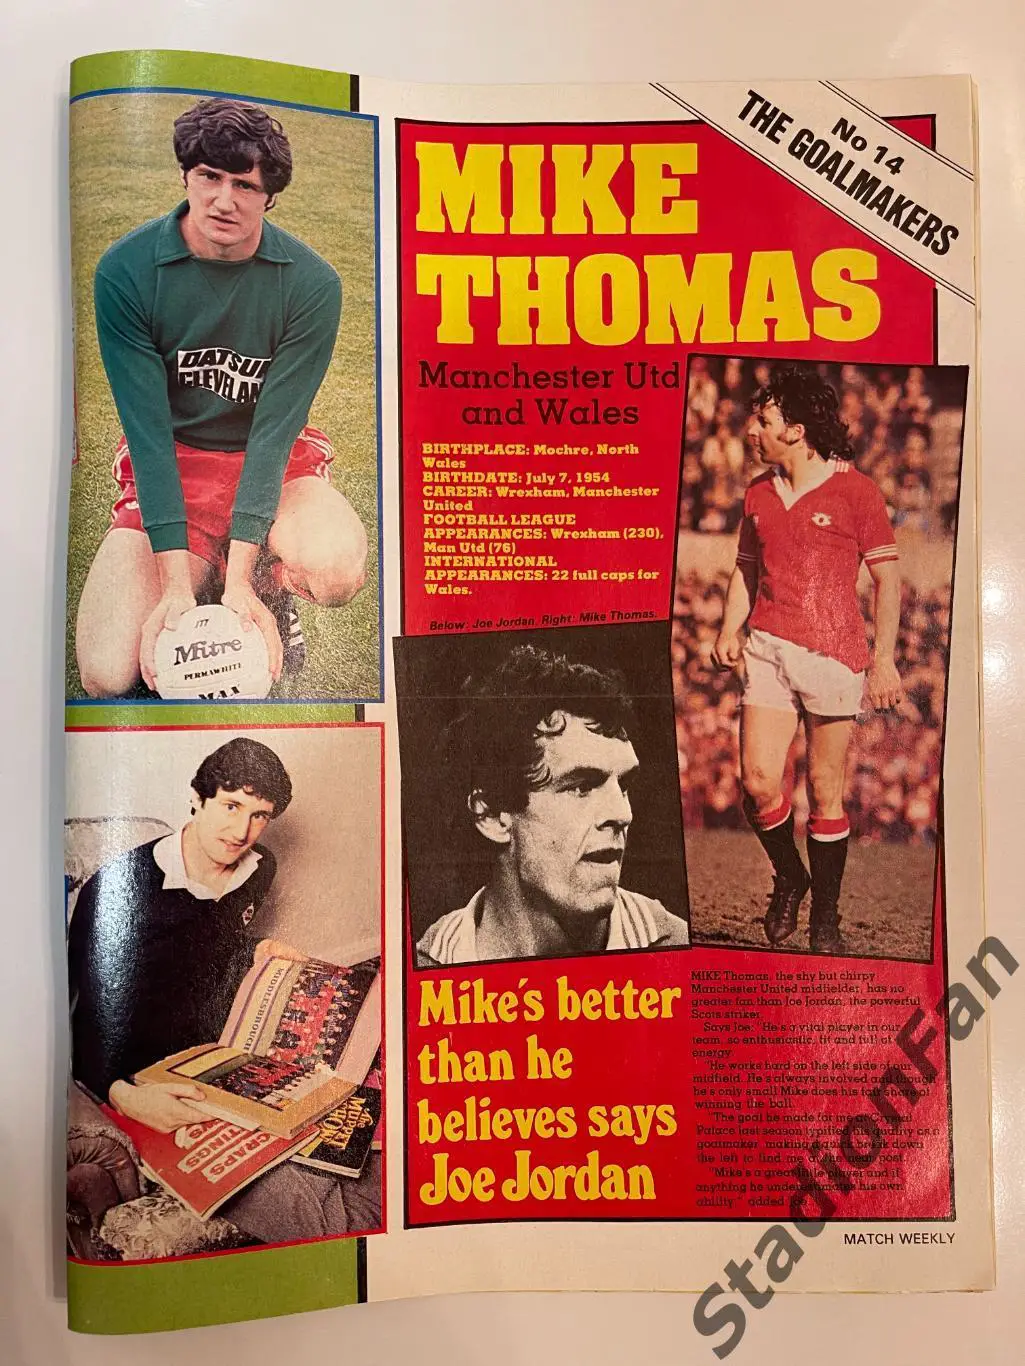 No 14
THE GOALMAKERS
MIKE
THOMAS
Manchester Utd
and Wales
BIRTHPLACE: Mochre, North
Wales
BIRTHDATE: July 7, 1954
CAREER: Wrexham, Manchester
United
FOOTBALL LEAGUE
APPEARANCES: Wrexham (230),
Man Utd (76)
INTERNATIONAL
APPEARANCES: 22 full caps for
Wales.
Below: Joe Jordan. Right: Mike Thomas.
Mike's better
than he
believes says
Joe Jordan
MIKE Thomas, the shy but chirpy
Manchester United midfielder, has no
greater fan than Joe Jordan, the powerful
Scots striker.
Says Joe: "He's a vital player in our
team, so enthusiastic, fit and full of
energy.
"He works hard on the left side of our
midfield. He's always involved and though
he's only small Mike does his fair share of
winning the ball.
"The goal he made for me at Crystal
Palace last season typified his quality as a
goalmaker, making a quick break down
the left to find me at the near post.
"Mike's a great little player and if
anything he underestimates his own
ability," added Joe.
MATCH WEEKLY
DATSUN
CLEVELAN
Mitre
PERMAWHITE
MIDDLESBROUGH
SCRAPS
Stadium Fan